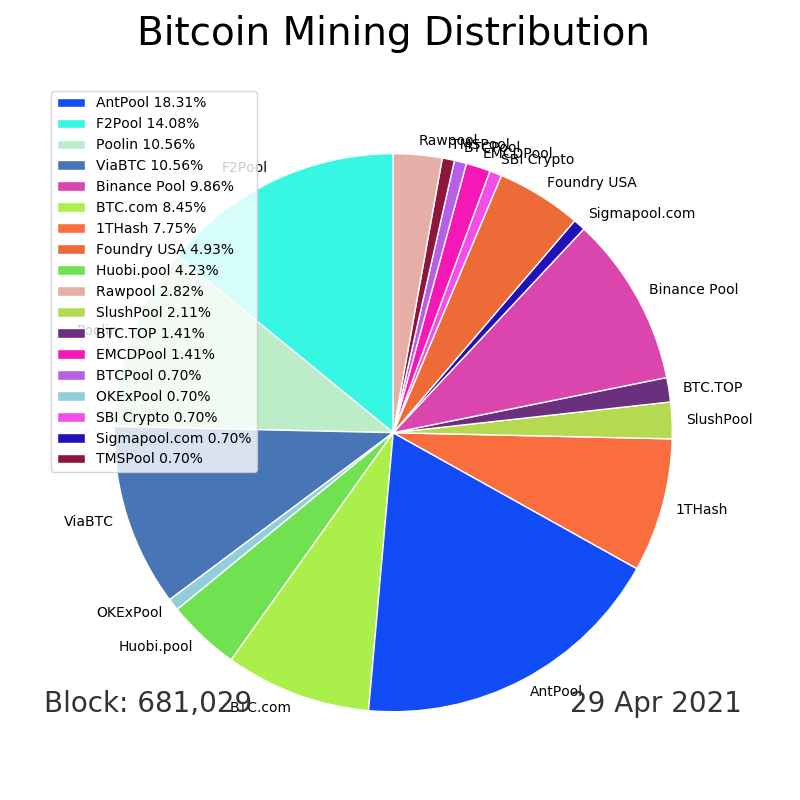 Bitcoin Mining Distribution
AntPool 18.31%
F2Pool 14.08%
Poolin 10.56%
ViaBTC 10.56%
Binance Pool 9.86%
BTC.com 8.45%
1THash 7.75%
Foundry USA 4.93%
Huobi.pool 4.23%
Rawpool 2.82%
SlushPool 2.11%
BTC.TOP 1.41%
EMCDPool 1.41%
BTCPool 0.70%
OKExPool 0.70%
SBI Crypto 0.70%
Sigmapool.com 0.70%
TMSPool 0.70%
Rawpool
TMSPool
BTCPool
EMCDPool
SBI Crypto
F2Pool
Foundry USA
Sigmapool.com
Binance Pool
Poolin
BTC.TOP
SlushPool
1THash
ViaBTC
OKExPool
Huobi.pool
AntPool
BTC.com
Block: 681,029
29 Apr 2021